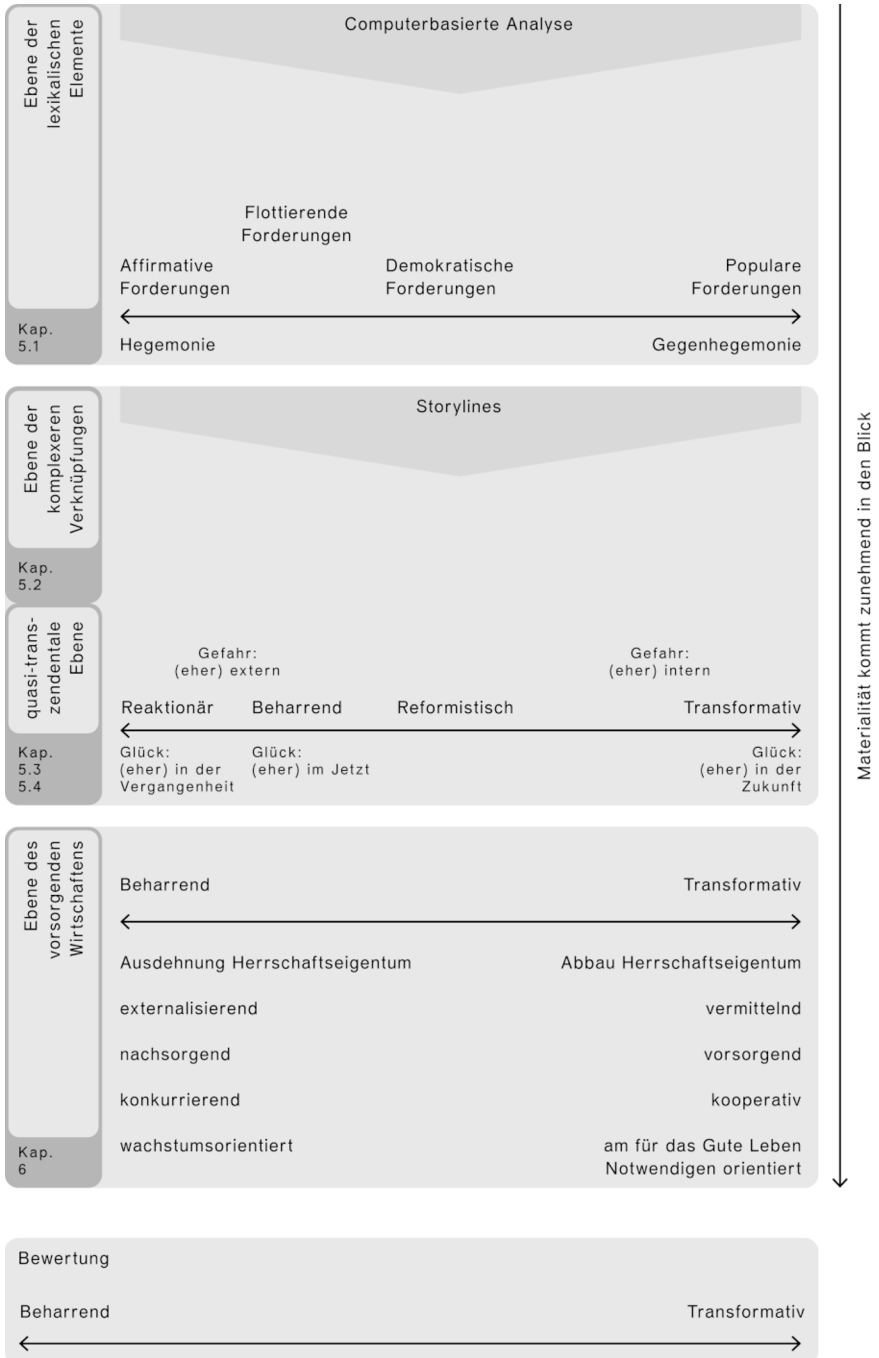 Ebene der
lexikalischen
Elemente
Kap.
5.1
Computerbasierte Analyse
Flottierende
Forderungen
Affirmative
Forderungen
Demokratische
Forderungen
Populare
Forderungen
Hegemonie
Gegenhegemonie
Ebene der
komplexeren
Verknüpfungen
Kap.
5.2
Storylines
quasi-trans-
zendentale
Ebene
Kap.
5.3
5.4
Gefahr:
(eher) extern
Gefahr:
(eher) intern
Reaktionär
Beharrend
Reformistisch
Transformativ
Glück:
(eher) in der
Vergangenheit
Glück:
(eher) im Jetzt
Glück:
(eher) in der
Zukunft
Ebene des
vorsorgenden
Wirtschaftens
Kap.
6
Beharrend
Transformativ
Ausdehnung Herrschaftseigentum
Abbau Herrschaftseigentum
externalisierend
vermittelnd
nachsorgend
vorsorgend
konkurrierend
kooperativ
wachstumsorientiert
am für das Gute Leben
Notwendigen orientiert
Materialität kommt zunehmend in den Blick
Bewertung
Beharrend
Transformativ